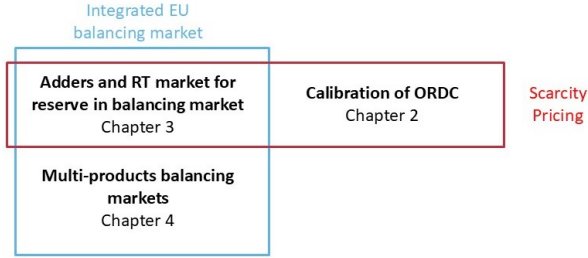 Integrated EU
balancing market
Adders and RT market for
reserve in balancing market
Chapter 3
Calibration of ORDC
Chapter 2
Scarcity
Pricing
Multi-products balancing
markets
Chapter 4